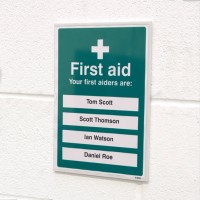 First aid
Your first aiders are:
Tom Scott
Scott Thomson
Ian Watson
Daniel Roe